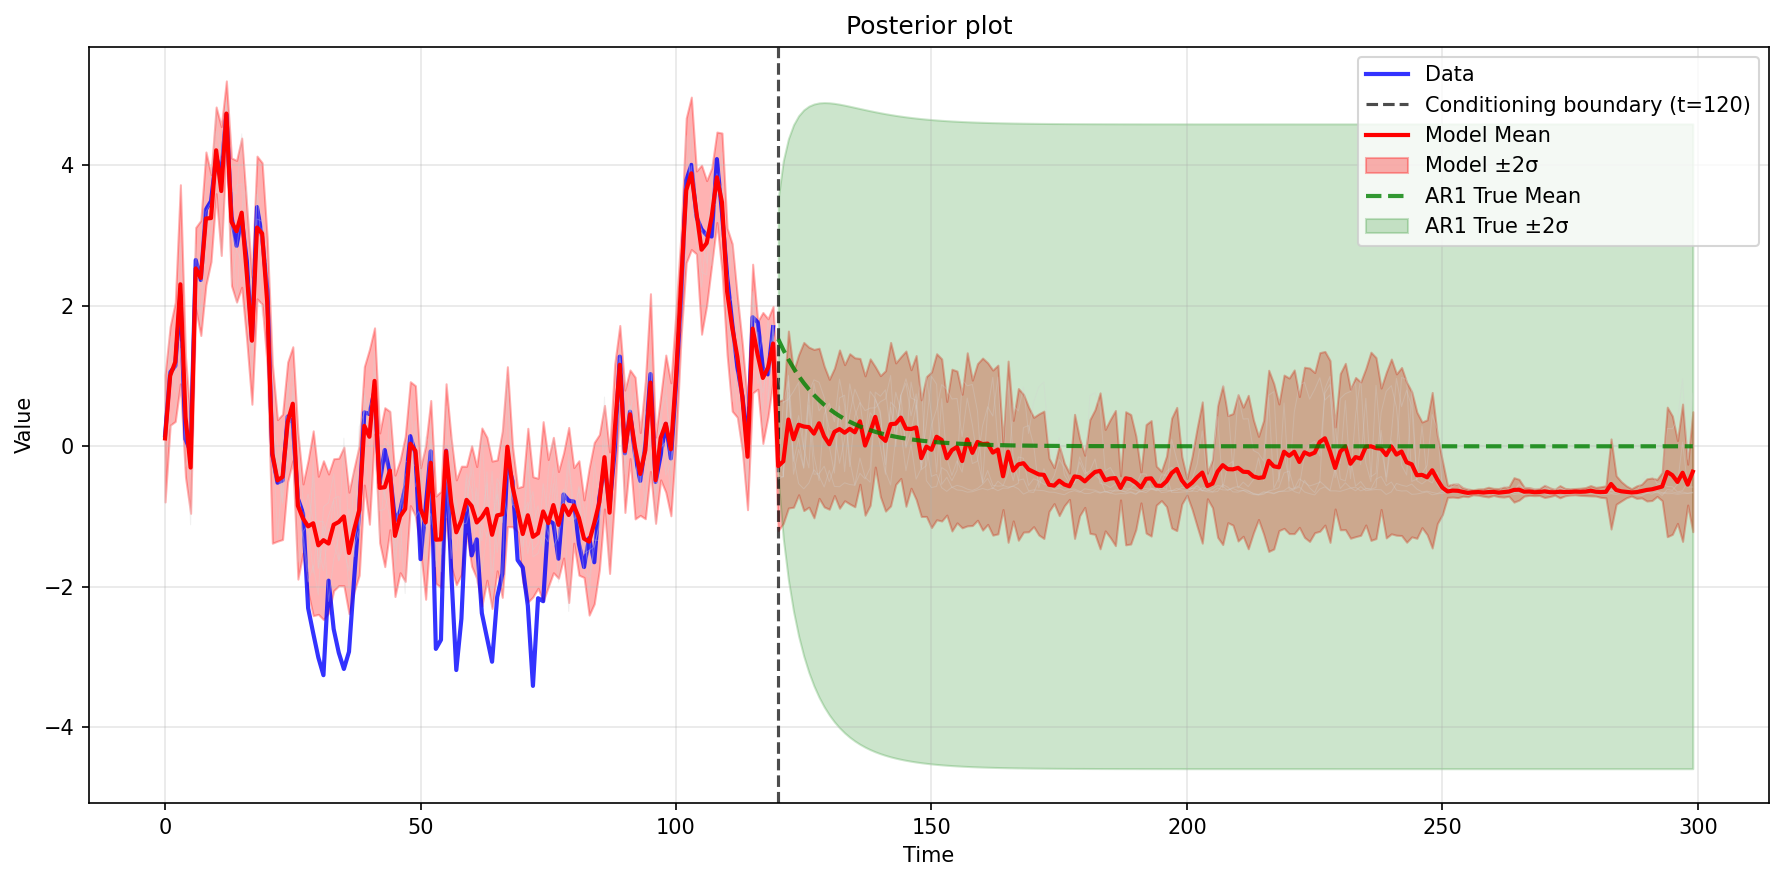 Posterior plot
Data
Conditioning boundary (t=120)
Model Mean
Model ±2σ
AR1 True Mean
AR1 True ±2σ
Value
4
2
0
−2
−4
0
50
100
150
200
250
300
Time